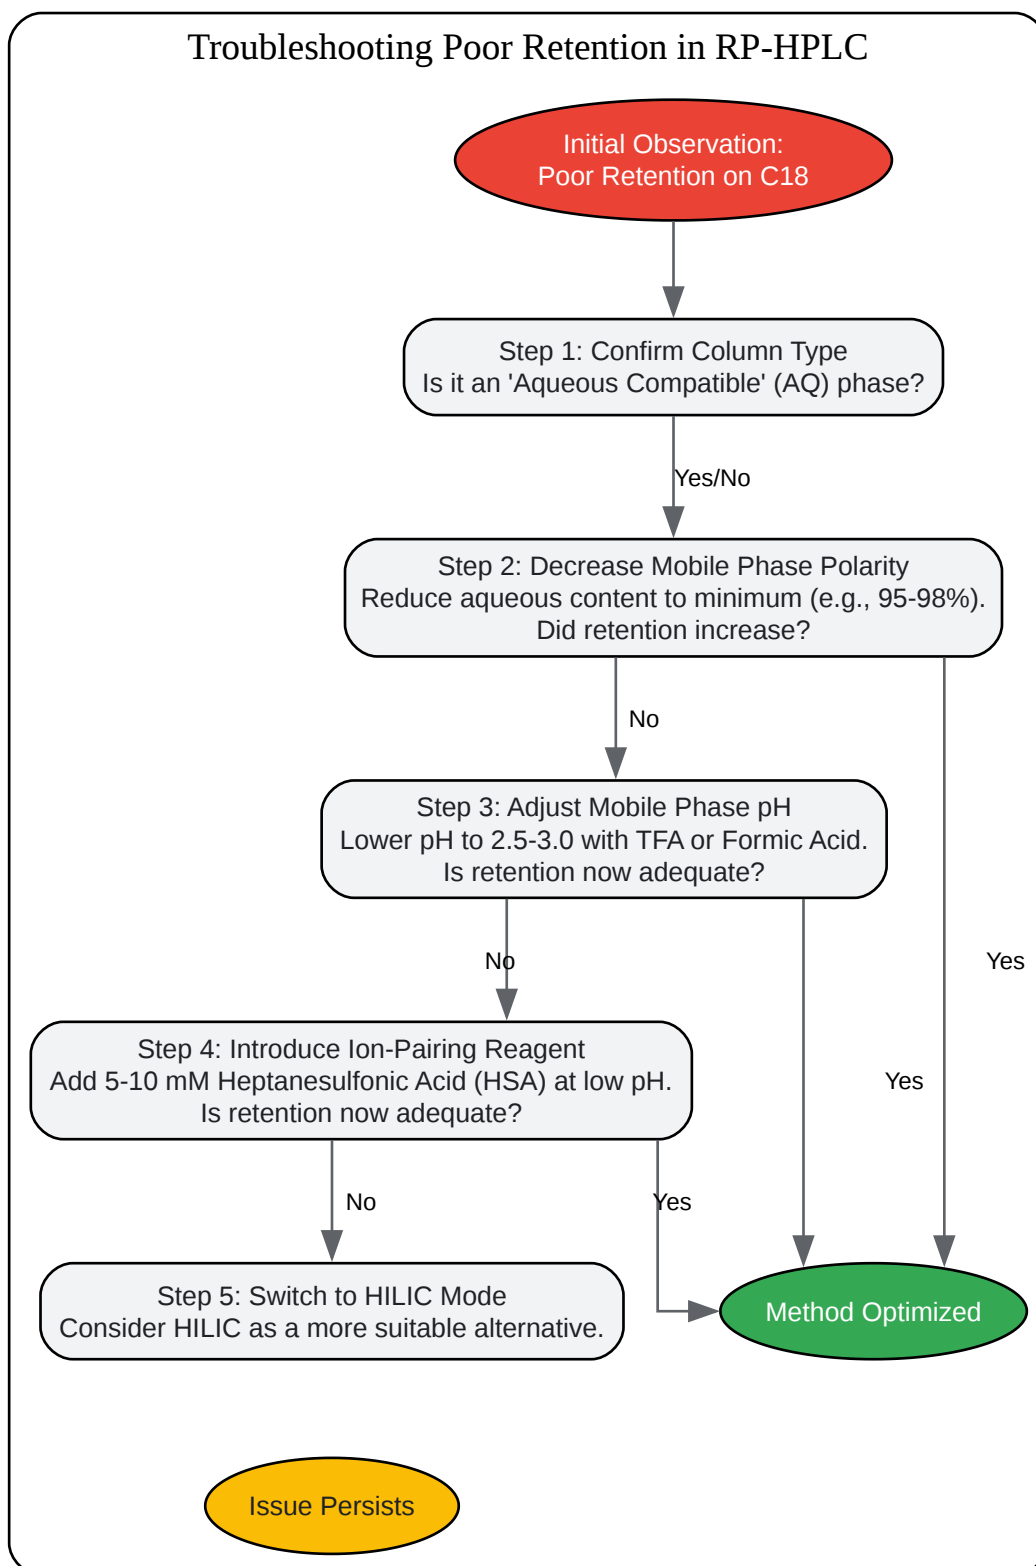 Troubleshooting Poor Retention in RP-HPLC
Initial Observation:
Poor Retention on C18
Step 1: Confirm Column Type
Is it an 'Aqueous Compatible' (AQ) phase?
Yes/No
Step 2: Decrease Mobile Phase Polarity
Reduce aqueous content to minimum (e.g., 95-98%).
Did retention increase?
No
Step 3: Adjust Mobile Phase pH
Lower pH to 2.5-3.0 with TFA or Formic Acid.
Is retention now adequate?
No
Yes
Step 4: Introduce Ion-Pairing Reagent
Add 5-10 mM Heptanesulfonic Acid (HSA) at low pH.
Is retention now adequate?
Yes
No
Yes
Step 5: Switch to HILIC Mode
Consider HILIC as a more suitable alternative.
Method Optimized
Issue Persists